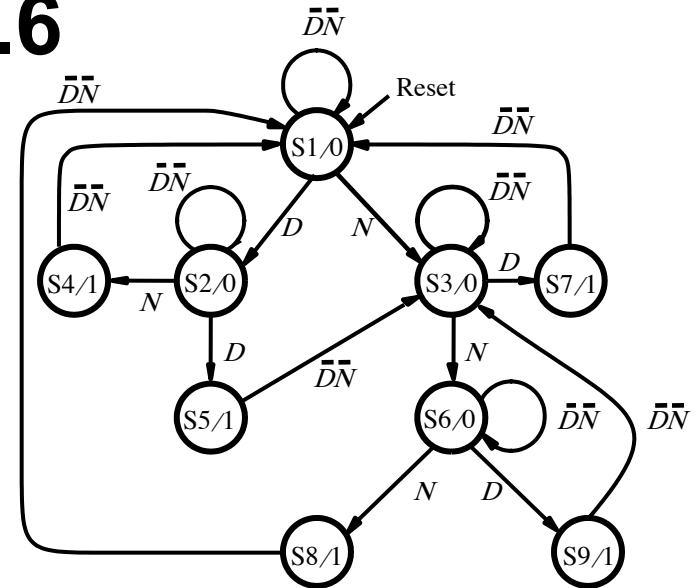 .6
D̅N̅
D̅N̅
Reset
D̅N̅
S1/0
D̅N̅
D̅N̅
D̅N̅
D
N
S4/1
S2/0
S3/0
D
S7/1
N
D
N
D̅N̅
S5/1
S6/0
D̅N̅
D̅N̅
N
D
S8/1
S9/1